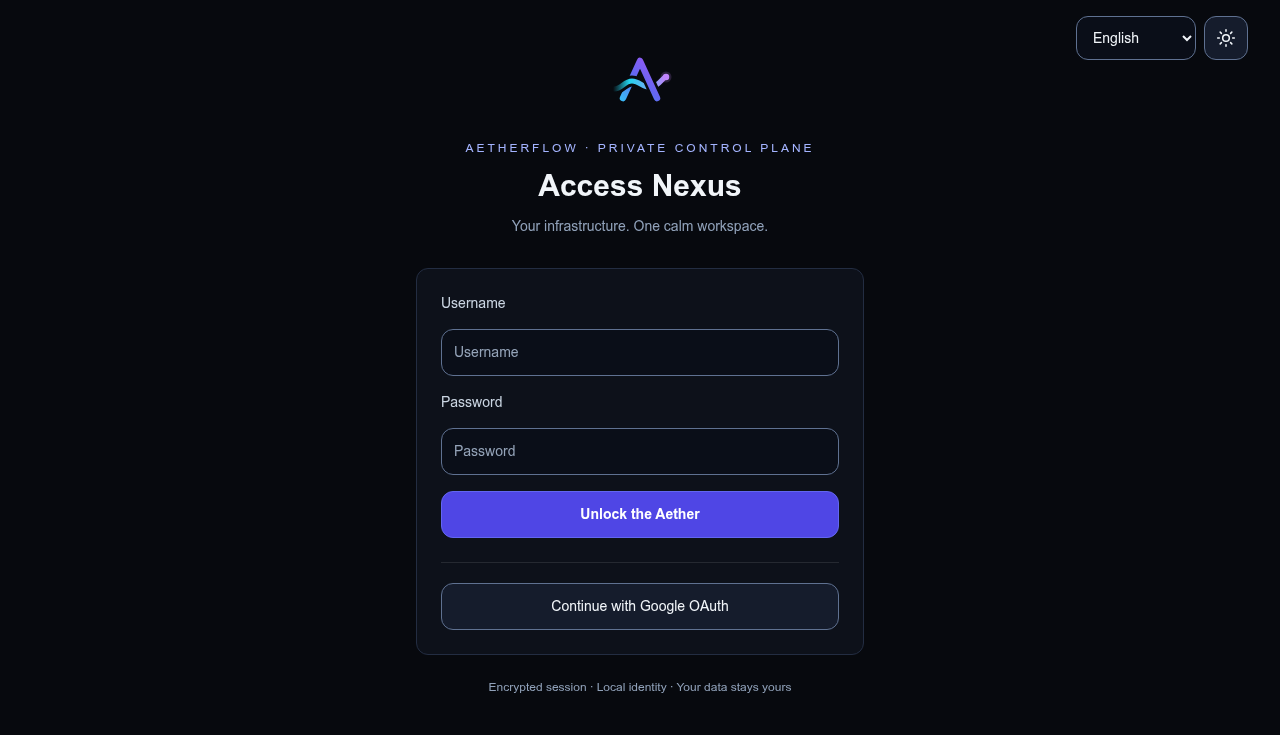 English
AETHERFLOW · PRIVATE CONTROL PLANE
Access Nexus
Your infrastructure. One calm workspace.
Username
Username
Password
Password
Unlock the Aether
Continue with Google OAuth
Encrypted session · Local identity · Your data stays yours